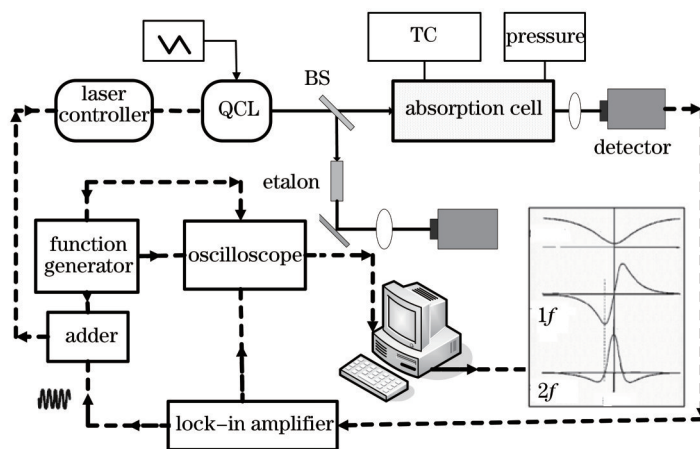 TC
pressure
BS
laser
controller
QCL
absorption cell
detector
etalon
function
generator
oscilloscope
adder
1f
2f
lock-in amplifier